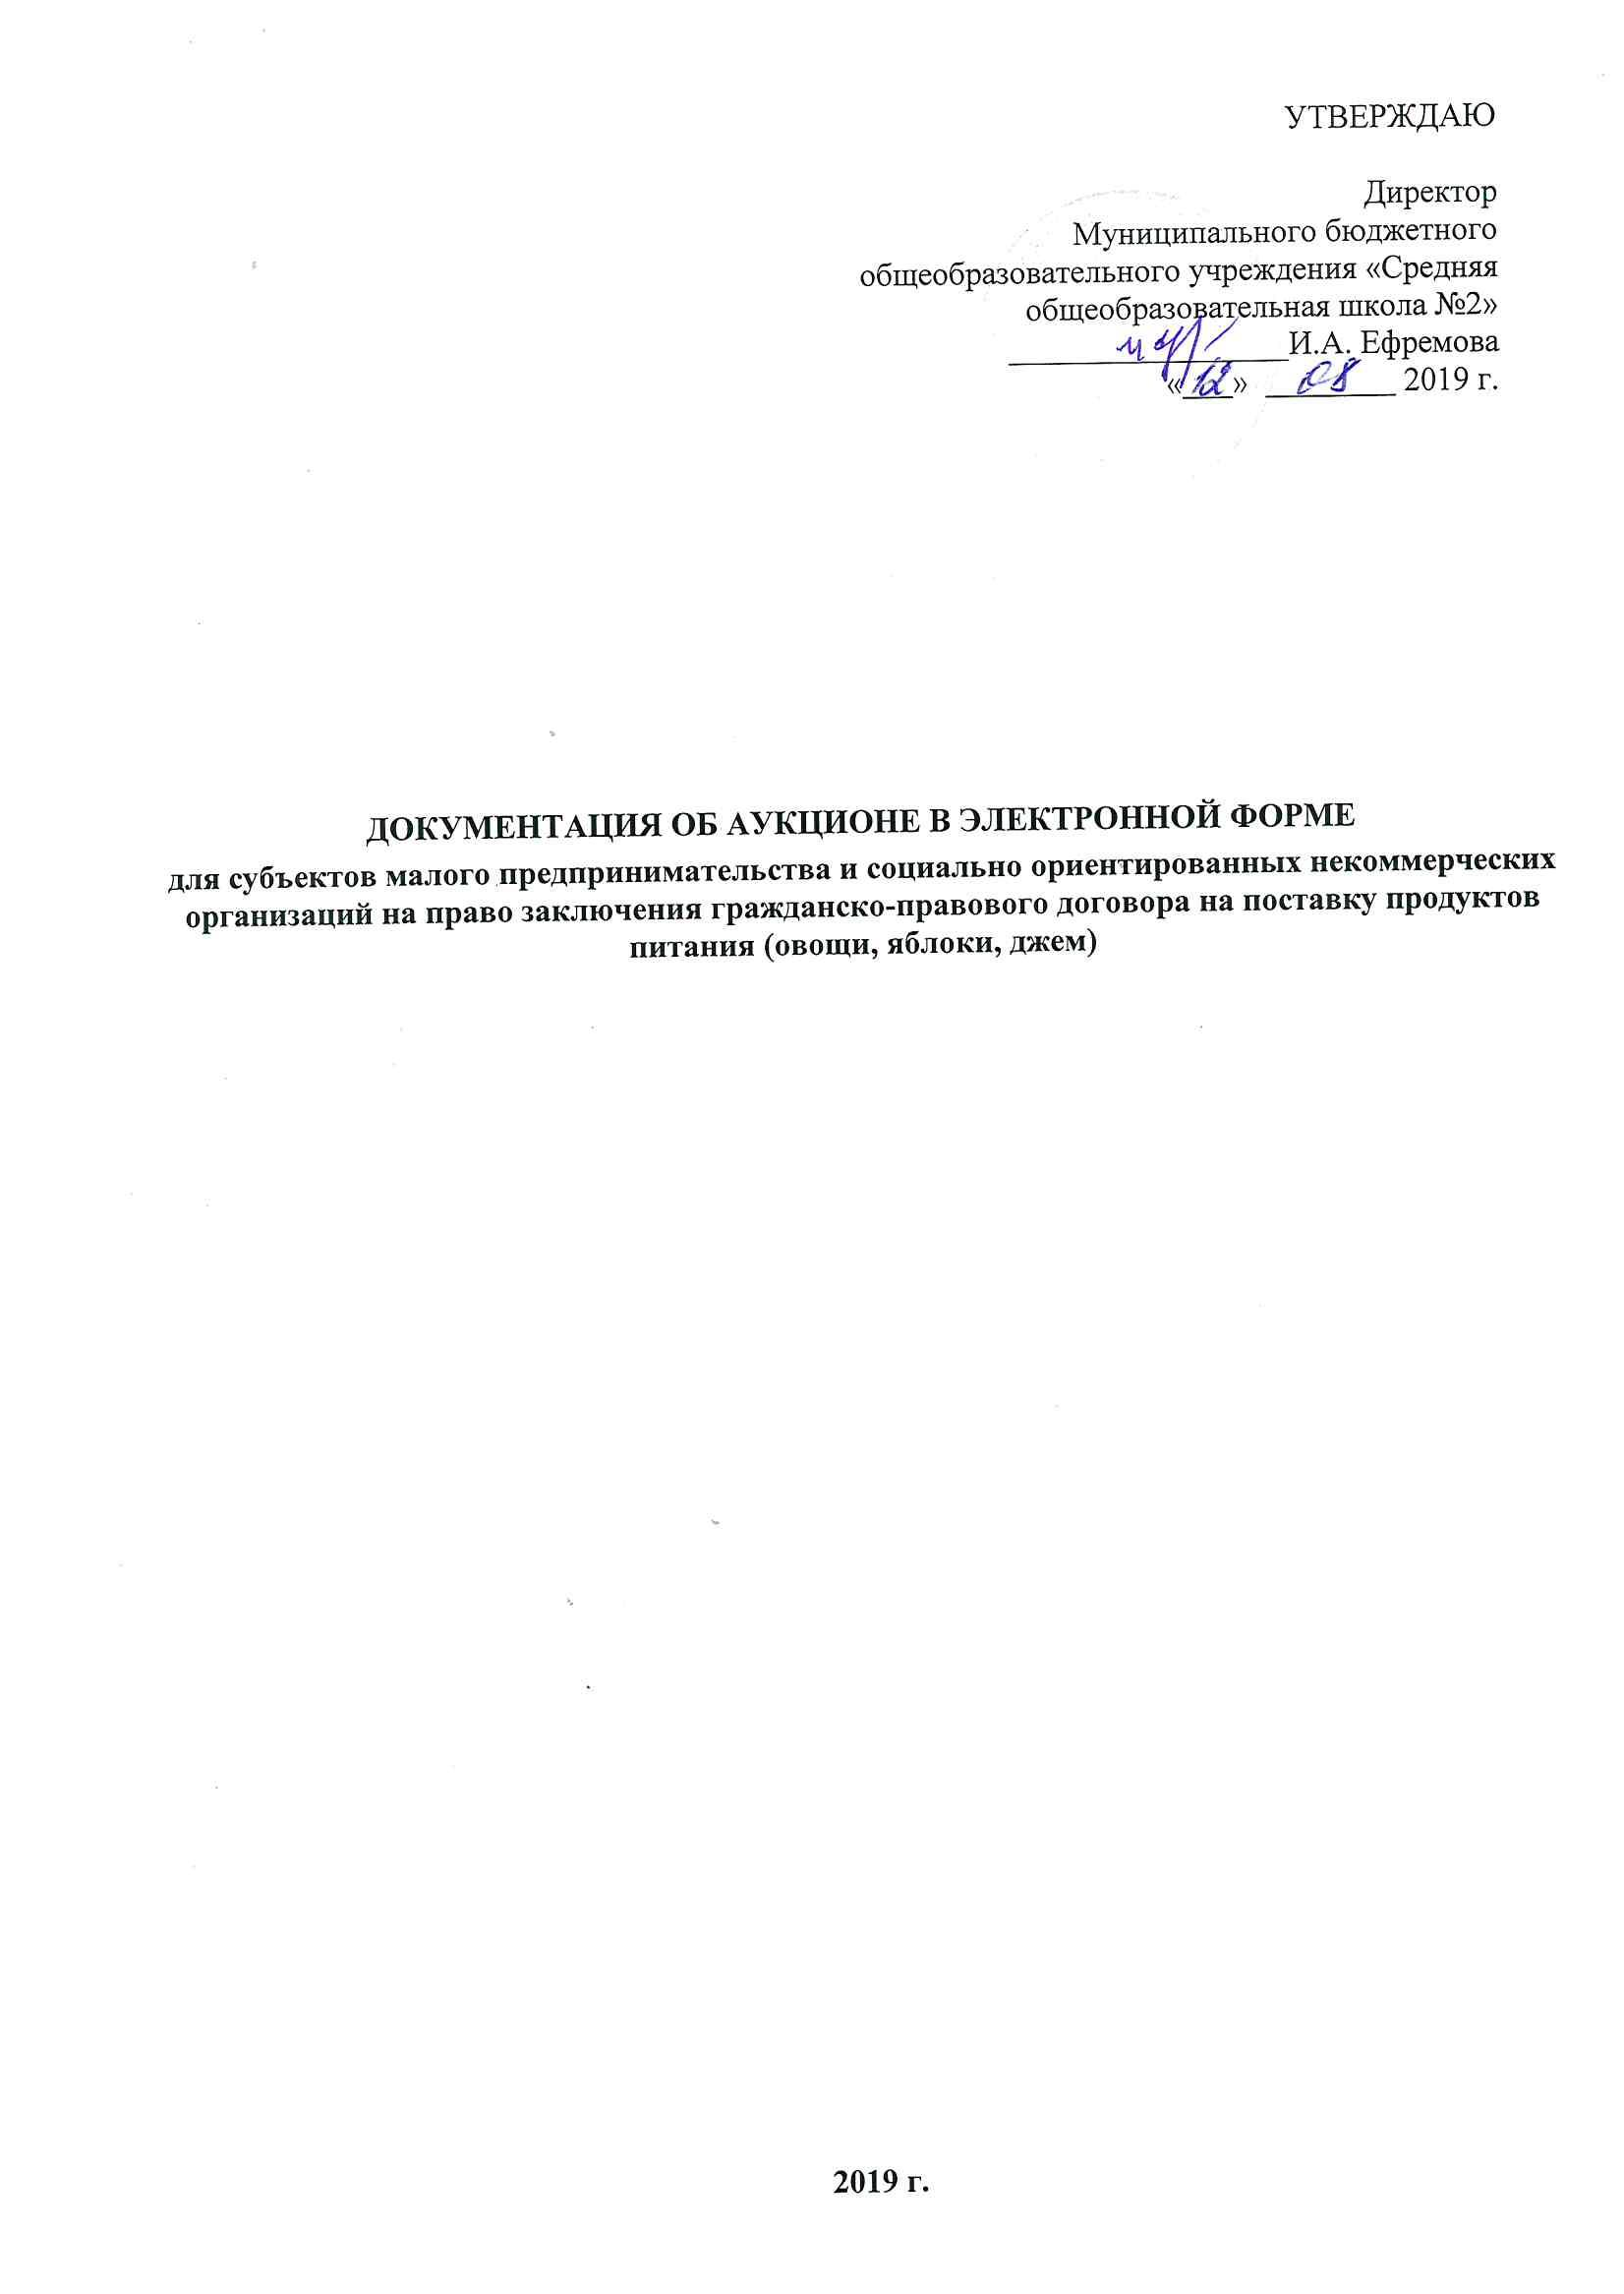 УТВЕРЖДАЮ
Директор
Муниципального бюджетного
общеобразовательного учреждения «Средняя
общеобразовательная школа №2»
И.А. Ефремова
«12» 08 2019 г.
ДОКУМЕНТАЦИЯ ОБ АУКЦИОНЕ В ЭЛЕКТРОННОЙ ФОРМЕ
для субъектов малого предпринимательства и социально ориентированных некоммерческих
организаций на право заключения гражданско-правового договора на поставку продуктов
питания (овощи, яблоки, джем)
2019 г.